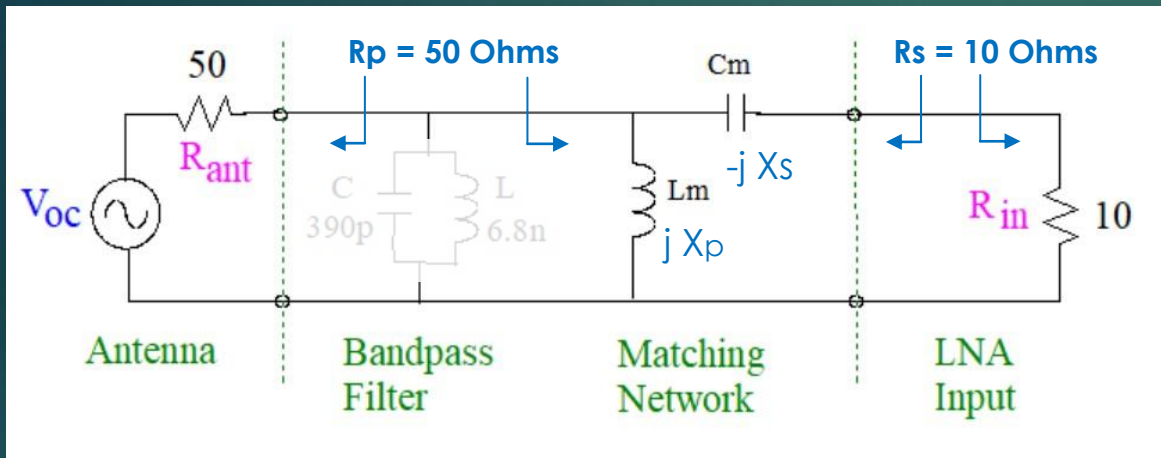 Rp = 50 Ohms
Rs = 10 Ohms
50
Cm
Rant
-j Xs
Voc
C
390p
L
6.8n
Lm
j Xp
Rin
10
Antenna
Bandpass
Filter
Matching
Network
LNA
Input